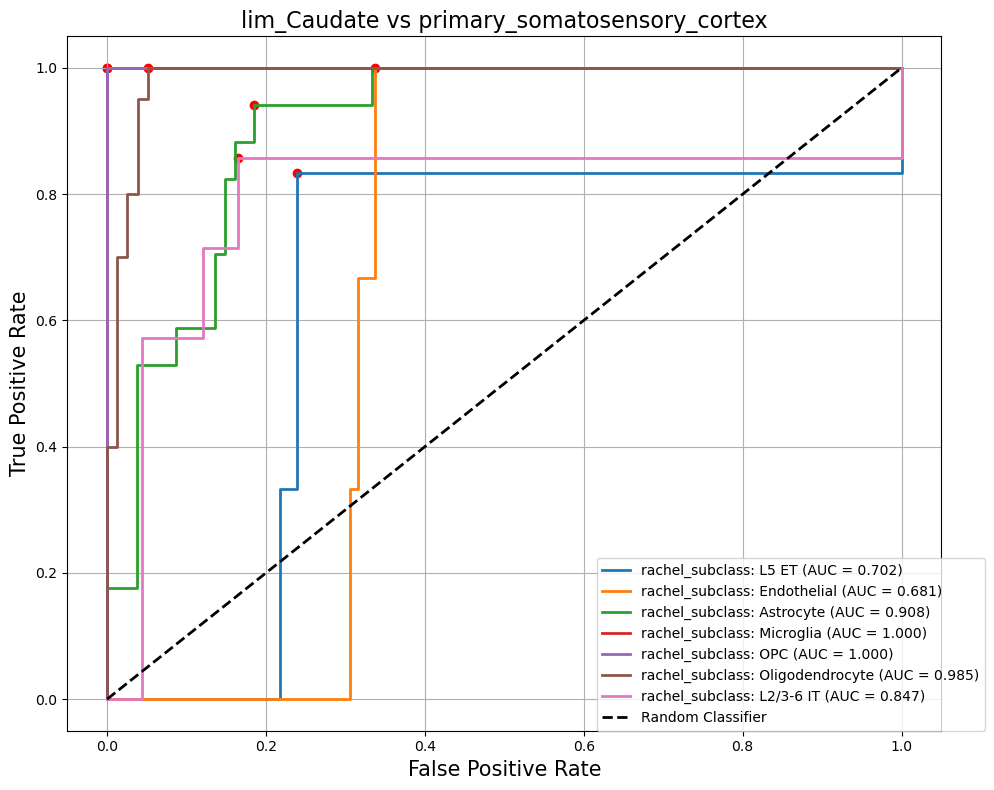 lim_Caudate vs primary_somatosensory_cortex
True Positive Rate
1.0
0.8
0.6
0.4
0.2
0.0
rachel_subclass: L5 ET (AUC = 0.702)
rachel_subclass: Endothelial (AUC = 0.681)
rachel_subclass: Astrocyte (AUC = 0.908)
rachel_subclass: Microglia (AUC = 1.000)
rachel_subclass: OPC (AUC = 1.000)
rachel_subclass: Oligodendrocyte (AUC = 0.985)
rachel_subclass: L2/3-6 IT (AUC = 0.847)
Random Classifier
0.0 0.2 0.4 0.6 0.8 1.0
False Positive Rate